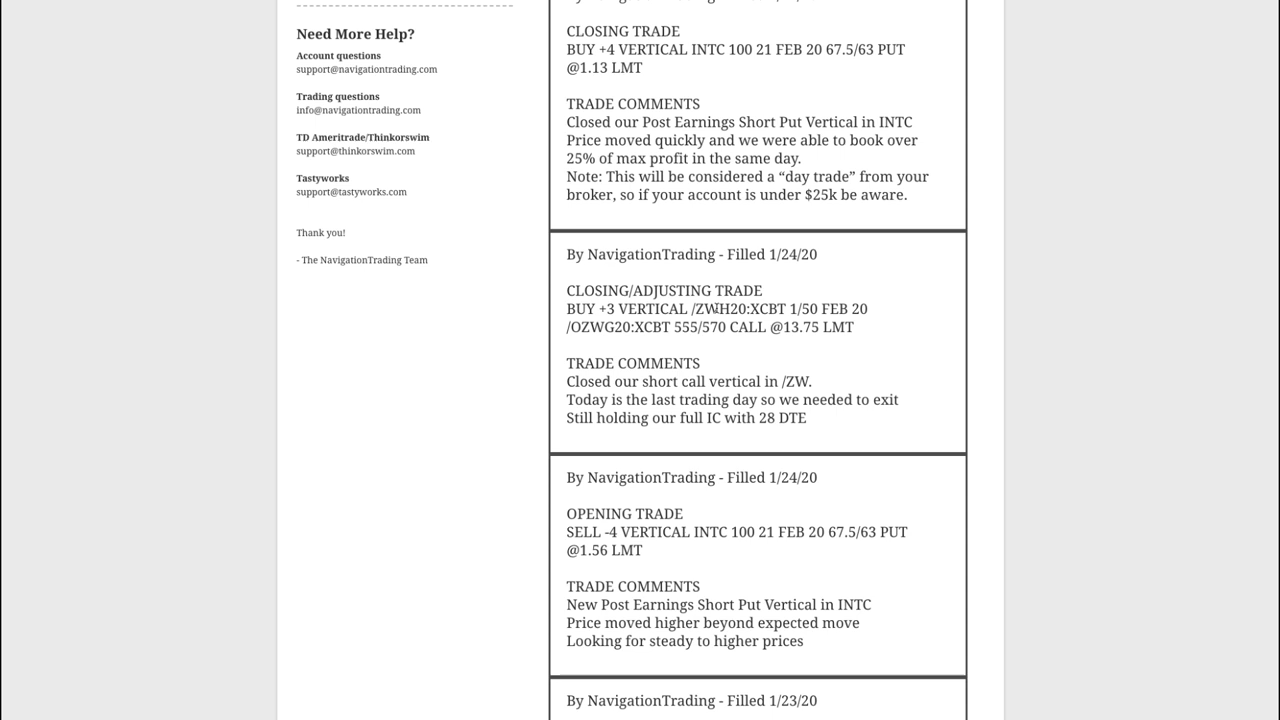 Need More Help?
Account questions
support@navigationtrading.com
Trading questions
info@navigationtrading.com
TD Ameritrade/Thinkorswim
support@thinkorswim.com
Tastyworks
support@tastyworks.com
Thank you!
- The NavigationTrading Team
CLOSING TRADE
BUY +4 VERTICAL INTC 100 21 FEB 20 67.5/63 PUT
@1.13 LMT
TRADE COMMENTS
Closed our Post Earnings Short Put Vertical in INTC
Price moved quickly and we were able to book over
25% of max profit in the same day.
Note: This will be considered a “day trade” from your
broker, so if your account is under $25k be aware.
By NavigationTrading - Filled 1/24/20
CLOSING/ADJUSTING TRADE
BUY +3 VERTICAL /ZWH20:XCBT 1/50 FEB 20
/OZWG20:XCBT 555/570 CALL @13.75 LMT
TRADE COMMENTS
Closed our short call vertical in /ZW.
Today is the last trading day so we needed to exit
Still holding our full IC with 28 DTE
By NavigationTrading - Filled 1/24/20
OPENING TRADE
SELL -4 VERTICAL INTC 100 21 FEB 20 67.5/63 PUT
@1.56 LMT
TRADE COMMENTS
New Post Earnings Short Put Vertical in INTC
Price moved higher beyond expected move
Looking for steady to higher prices
By NavigationTrading - Filled 1/23/20